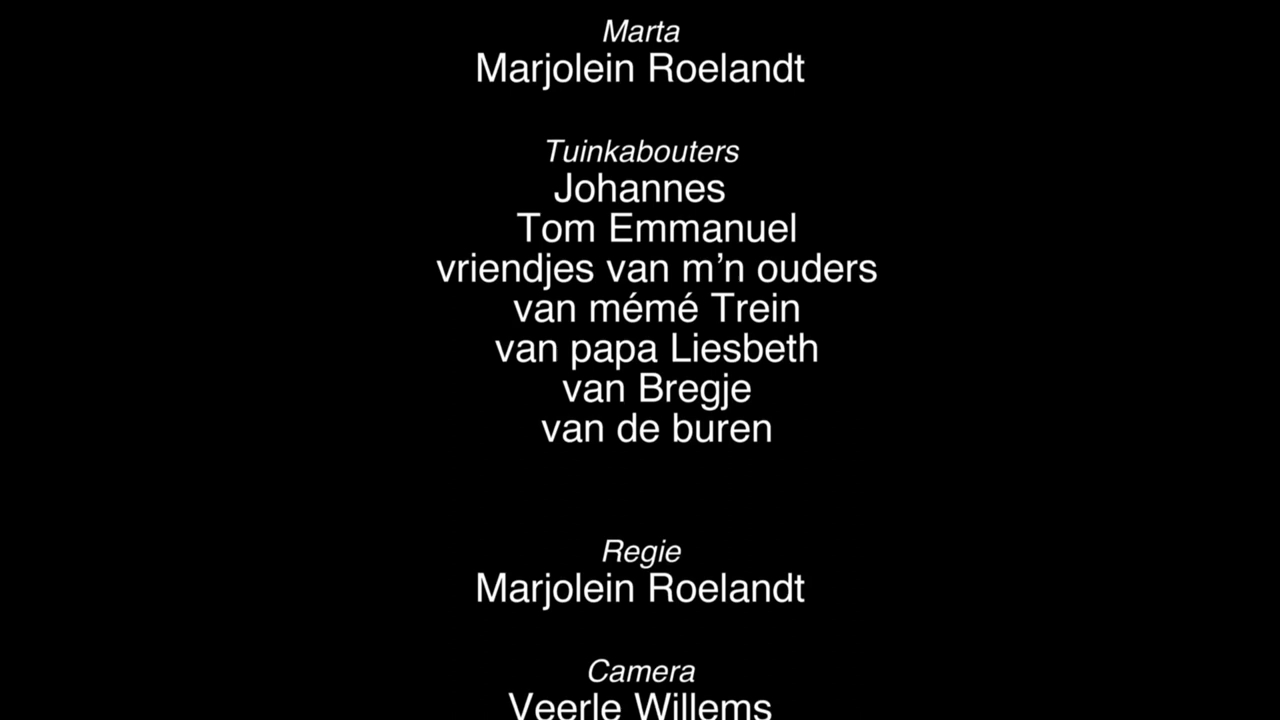 Marta
Marjolein Roelandt
Tuinkabouters
Johannes
Tom Emmanuel
vriendjes van m’n ouders
van mémé Trein
van papa Liesbeth
van Bregje
van de buren
Regie
Marjolein Roelandt
Camera
Veerle Willems